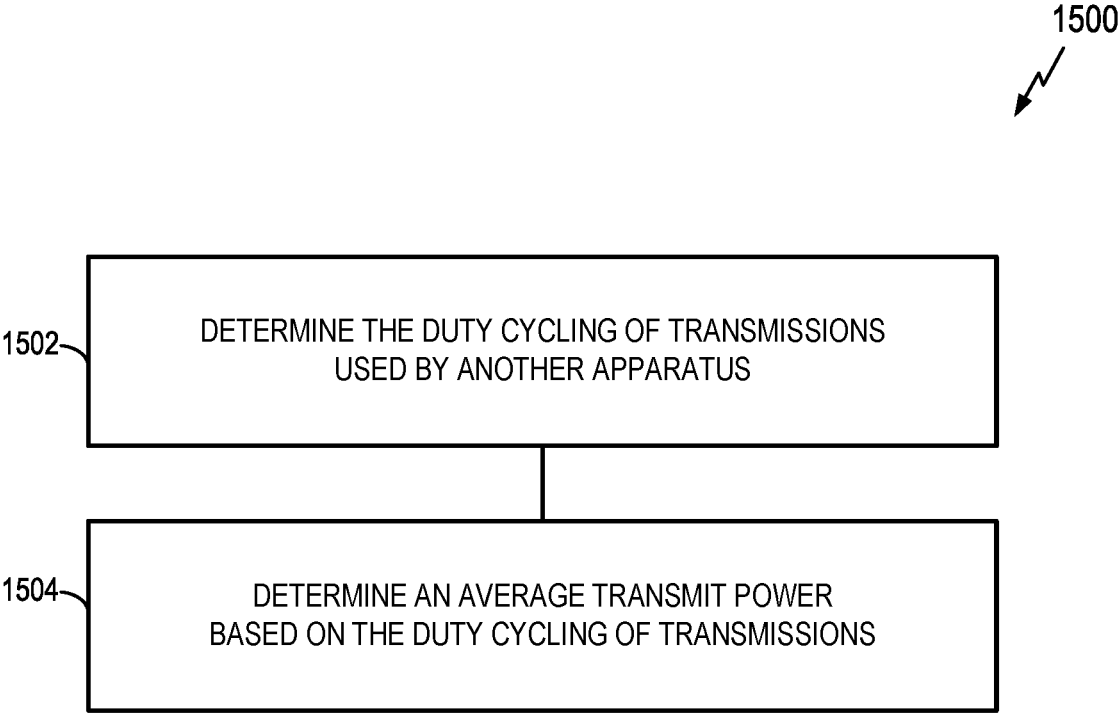 1500
1502
DETERMINE THE DUTY CYCLING OF TRANSMISSIONS
USED BY ANOTHER APPARATUS
1504
DETERMINE AN AVERAGE TRANSMIT POWER
BASED ON THE DUTY CYCLING OF TRANSMISSIONS